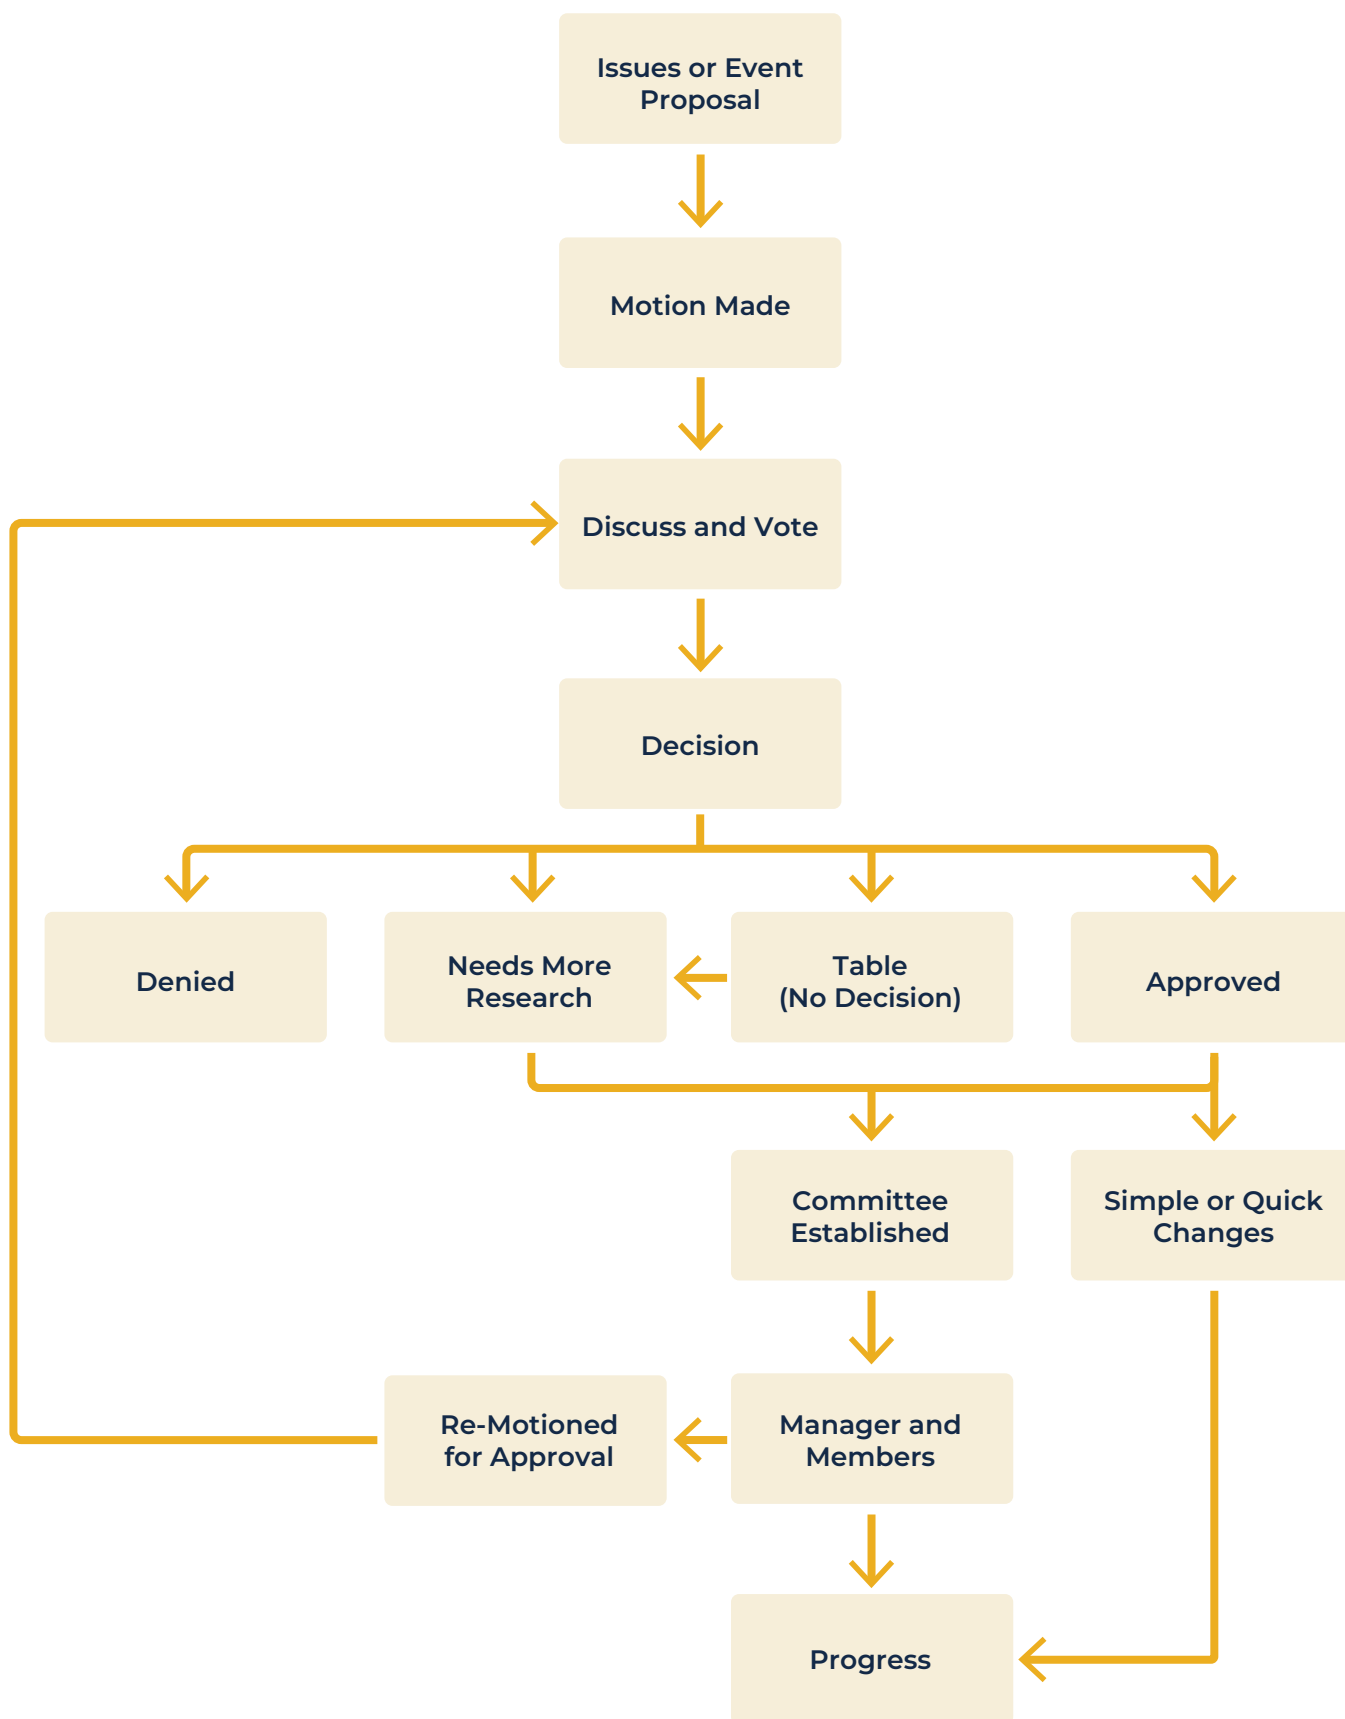 Issues or Event
Proposal
Motion Made
Discuss and Vote
Decision
Denied
Needs More
Research
Table
(No Decision)
Approved
Committee
Established
Simple or Quick
Changes
Re-Motioned
for Approval
Manager and
Members
Progress